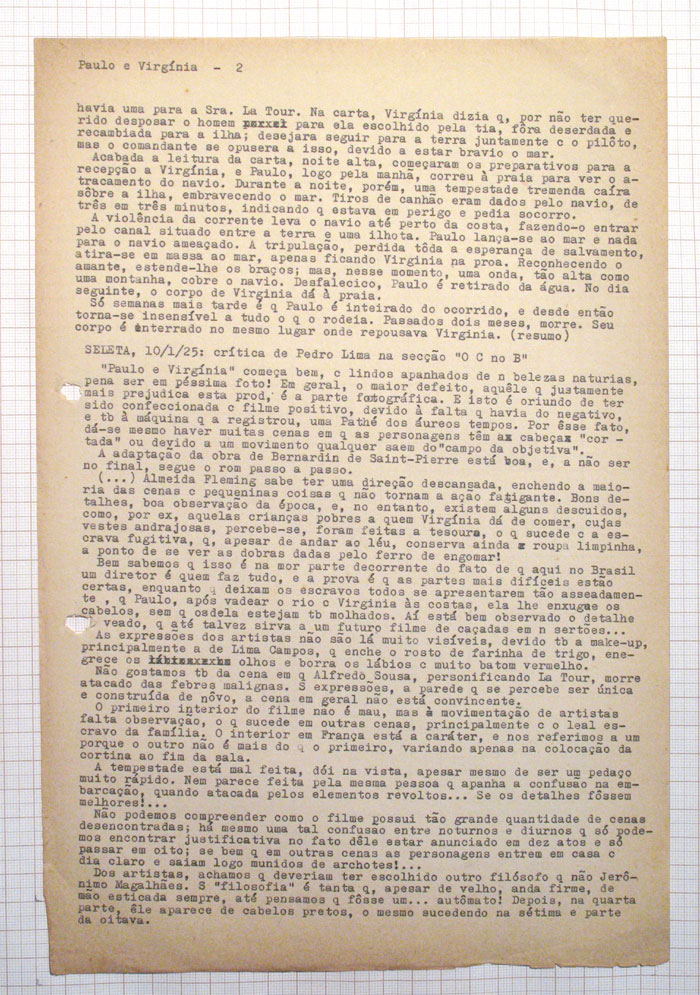 Paulo e Virgínia - 2
havia uma para a Sra. La Tour. Na carta, Virgínia dizia q, por não ter que-
rido desposar o homem para ela escolhido pela tia, fôra deserdada e
recambiada para a ilha; desejara seguir para a terra juntamente c o pilôto,
mas o comandante se opusera a isso, devido a estar bravio o mar.
Acabada a leitura da carta, noite alta, começaram os preparativos para a
recepção a Virgínia, e Paulo, logo pela manhã, correu à praia para ver o a-
tracamento do navio. Durante a noite, porém, uma tempestade tremenda caíra
sôbre a ilha, embravecendo o mar. Tiros de canhão eram dados pelo navio, de
três em três minutos, indicando q estava em perigo e pedia socorro.
A violência da corrente leva o navio até perto da costa, fazendo-o entrar
pelo canal situado entre a terra e uma ilhota. Paulo lança-se ao mar e nada
para o navio ameaçado. A tripulação, perdida tôda a esperança de salvamento,
atira-se em massa ao mar, apenas ficando Virgínia na proa. Reconhecendo o
amante, estende-lhe os braços; mas, nesse momento, uma onda, tão alta como
uma montanha, cobre o navio. Desfalecico, Paulo é retirado da água. No dia
seguinte, o corpo de Virgínia dá à praia.
Só semanas mais tarde é q Paulo é inteirado do ocorrido, e desde então
torna-se insensível a tudo o q o rodeia. Passados dois meses, morre. Seu
corpo é enterrado no mesmo lugar onde repousava Virgínia. (resumo)
SELETA, 10/1/25: crítica de Pedro Lima na secção "O C no B"
"Paulo e Virgínia" começa bem, c lindos apanhados de n belezas naturias,
pena ser em péssima foto! Em geral, o maior defeito, aquêle q justamente
mais prejudica esta prod, é a parte fotográfica. E isto é oriundo de ter
sido confeccionada c filme positivo, devido à falta q havia do negativo,
e tb à máquina q a registrou, uma Pathé dos áureos tempos. Por êsse fato,
dá-se mesmo haver muitas cenas em q as personagens têm a cabeça "cor-
tada" ou devido a um movimento qualquer saem do"campo da objetiva".
A adaptação da obra de Bernardin de Saint-Pierre está boa, e, a não ser
no final, segue o rom passo a passo.
(...) Almeida Fleming sabe ter uma direção descansada, enchendo a maio-
ria das cenas c pequeninas coisas q não tornam a ação fatigante. Bons de-
talhes, boa observação da época, e, no entanto, existem alguns descuidos,
como, por ex, aquelas crianças pobres a quem Virgínia dá de comer, cujas
vestes andrajosas, percebe-se, foram feitas a tesoura, o q sucede c a es-
crava fugitiva, q, apesar de andar ao léu, conserva ainda roupa limpinha,
a ponto de se ver as dobras dadas pelo ferro de engomar!
Bem sabemos q isso é na mor parte decorrente do fato de q aqui no Brasil
um diretor é quem faz tudo, e a prova é q as partes mais difíceis estão
certas, enquanto q deixam os escravos todos se apresentarem tão asseadamen-
te , q Paulo, após vadear o rio c Virgínia às costas, ela lhe enxugue os
cabelos, sem q osdela estejam tb molhados. Aí está bem observado o detalhe
veado, q até talvez sirva a um futuro filme de caçadas em n sertões...
As expressões dos artistas não são lá muito visíveis, devido tb a make-up,
principalmente a de Lima Campos, q enche o rosto de farinha de trigo, ene-
grece os olhos e borra os lábios c muito batom vermelho.
Não gostamos tb da cena em q Alfredo Sousa, personificando La Tour, morre
atacado das febres malignas. S expressões, a parede q se percebe ser única
e construída de nôvo, a cena em geral não está convincente.
O primeiro interior do filme não é mau, mas à movimentação de artistas
falta observação, o q sucede em outras cenas, principalmente c o leal es-
cravo da família. O interior em França está a caráter, e nos referimos a um
porque o outro não é mais do q o primeiro, variando apenas na colocação da
cortina ao fim da sala.
A tempestade está mal feita, dói na vista, apesar mesmo de ser um pedaço
muito rápido. Nem parece feita pela mesma pessoa q apanha a confusão na em-
barcação, quando atacada pelos elementos revoltos... Se os detalhes fôssem
melhores!...
Não podemos compreender como o filme possui tão grande quantidade de cenas
desencontradas; há mesmo uma tal confusao entre noturnos e diurnos q só pode-
mos encontrar justificativa no fato dêle estar anunciado em dez atos e só
passar em oito; se bem q em outras cenas as personagens entrem em casa c
dia claro e saiam logo munidos de archotes!...
Dos artistas, achamos q deveriam ter escolhido outro filósofo q não Jerô-
nimo Magalhães. S "filosofia" é tanta q, apesar de velho, anda firme, de
mão esticada sempre, até pensamos q fôsse um... autômato! Depois, na quarta
parte, êle aparece de cabelos pretos, o mesmo sucedendo na sétima e parte
da oitava.